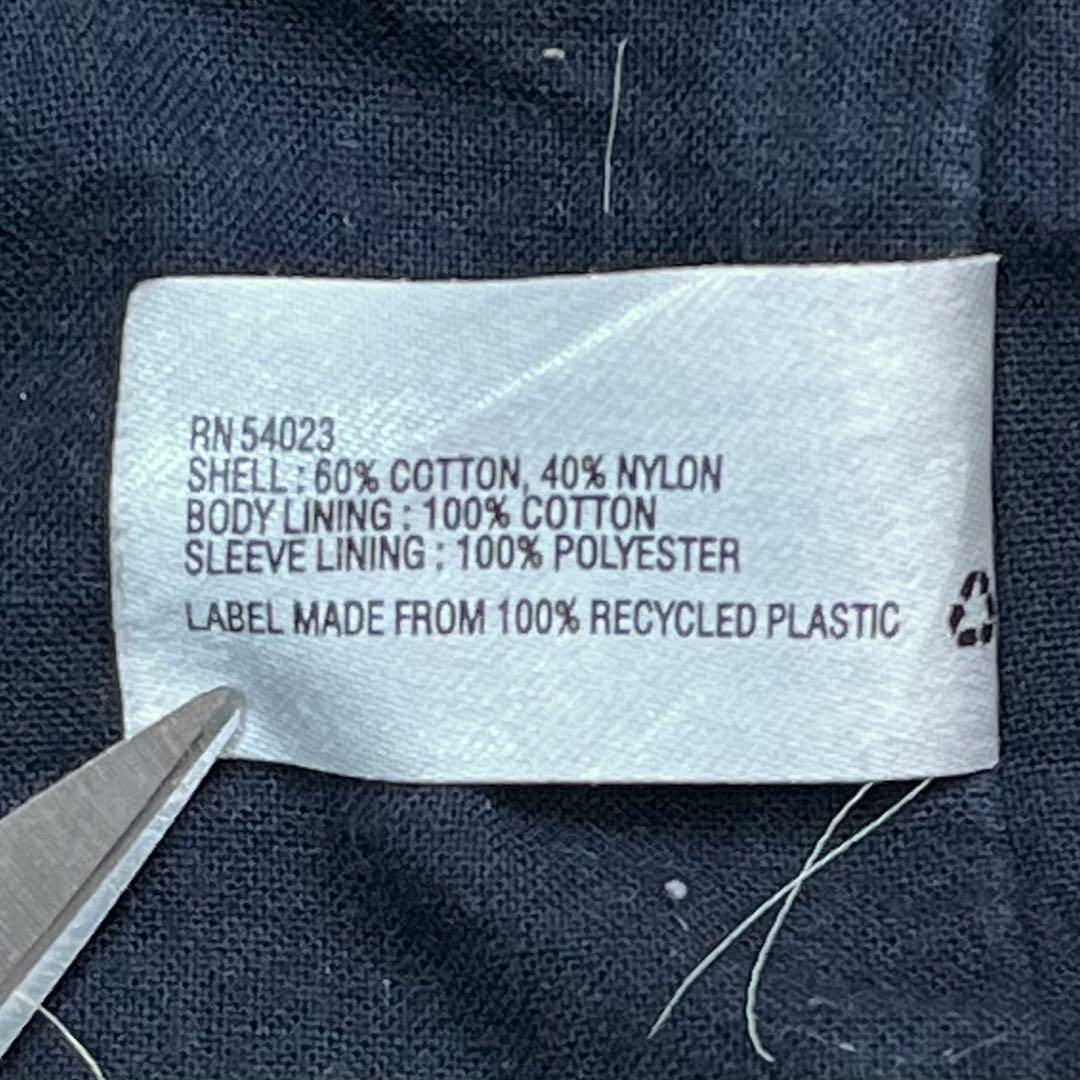 RN 54023
SHELL : 60% COTTON, 40% NYLON
BODY LINING : 100% COTTON
SLEEVE LINING : 100% POLYESTER
LABEL MADE FROM 100% RECYCLED PLASTIC